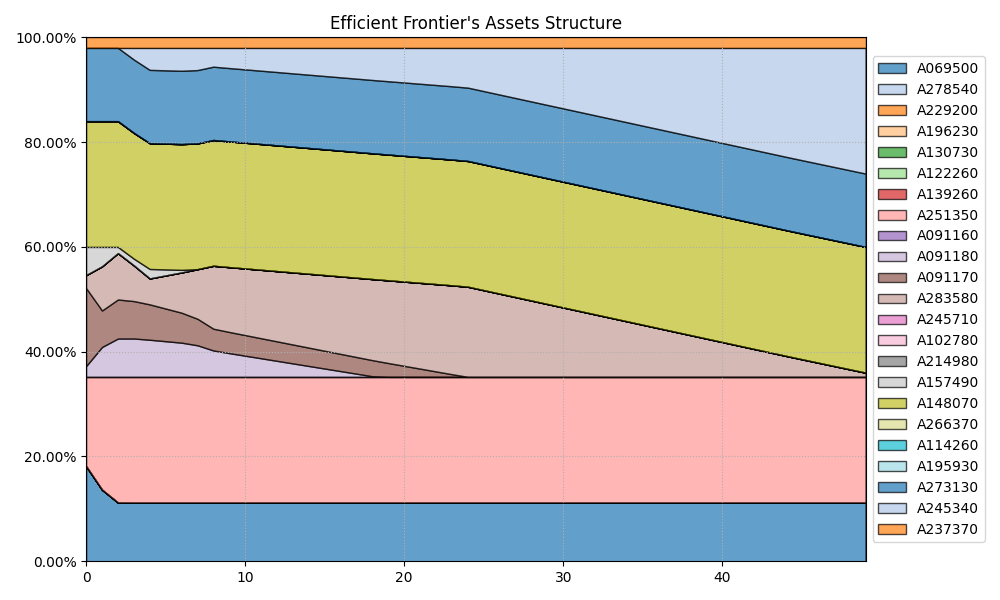 Efficient Frontier's Assets Structure
100.00%
80.00%
60.00%
40.00%
20.00%
0.00%
0
10
20
30
40
A069500
A278540
A229200
A196230
A130730
A122260
A139260
A251350
A091160
A091180
A091170
A283580
A245710
A102780
A214980
A157490
A148070
A266370
A114260
A195930
A273130
A245340
A237370